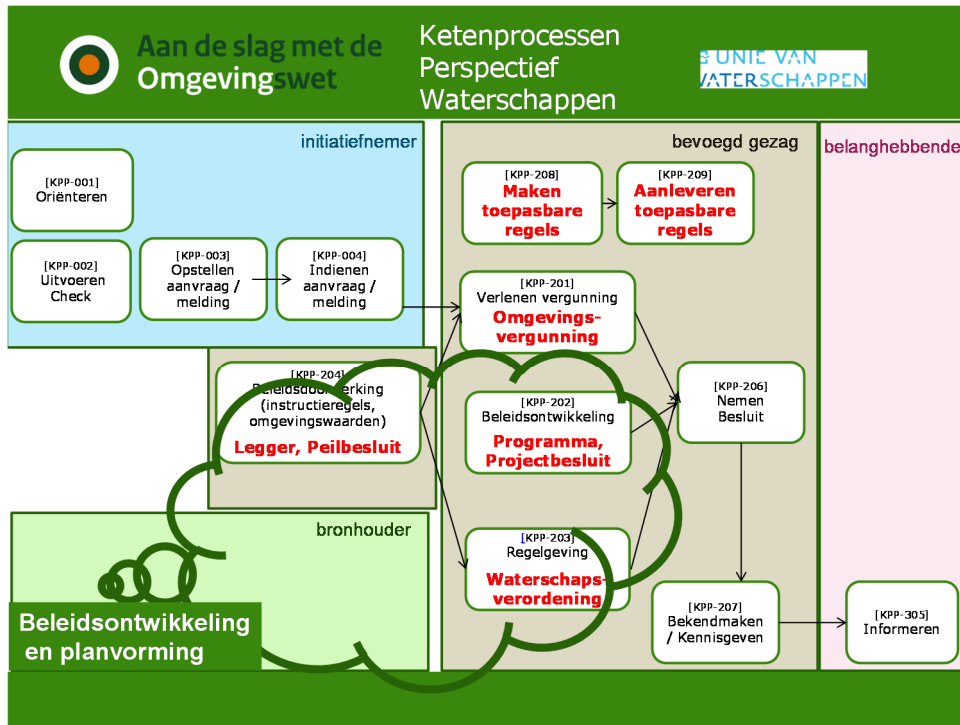 Aan de slag met de
Omgevingswet
Ketenprocessen
Perspectief
Waterschappen
UNIE VAN
WATERSCHAPPEN
initiatiefnemer
bevoegd gezag
belanghebbende
[KPP-001]
Oriënteren
[KPP-002]
Uitvoeren
Check
[KPP-003]
Opstellen
aanvraag /
melding
[KPP-004]
Indienen
aanvraag /
melding
[KPP-208]
Maken
toepasbare
regels
[KPP-209]
Aanleveren
toepasbare
regels
[KPP-201]
Verlenen vergunning
Omgevings-
vergunning
[KPP-204]
Beleidsdoorwerking
(instructieregels,
omgevingswaarden)
Legger, Peilbesluit
[KPP-202]
Beleidsontwikkeling
Programma,
Projectbesluit
[KPP-206]
Nemen
Besluit
bronhouder
[KPP-203]
Regelgeving
Waterschaps-
verordening
[KPP-207]
Bekendmaken
/ Kennisgeven
[KPP-305]
Informeren
Beleidsontwikkeling
en planvorming